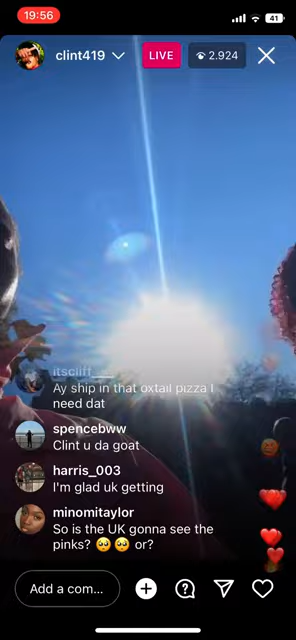 19:56
41
clint419
LIVE
2.924
itscliff___
Ay ship in that oxtail pizza I
need dat
spencebww
Clint u da goat
harris_003
I'm glad uk getting
minomitaylor
So is the UK gonna see the
pinks? 🥺🥺 or?
Add a com...